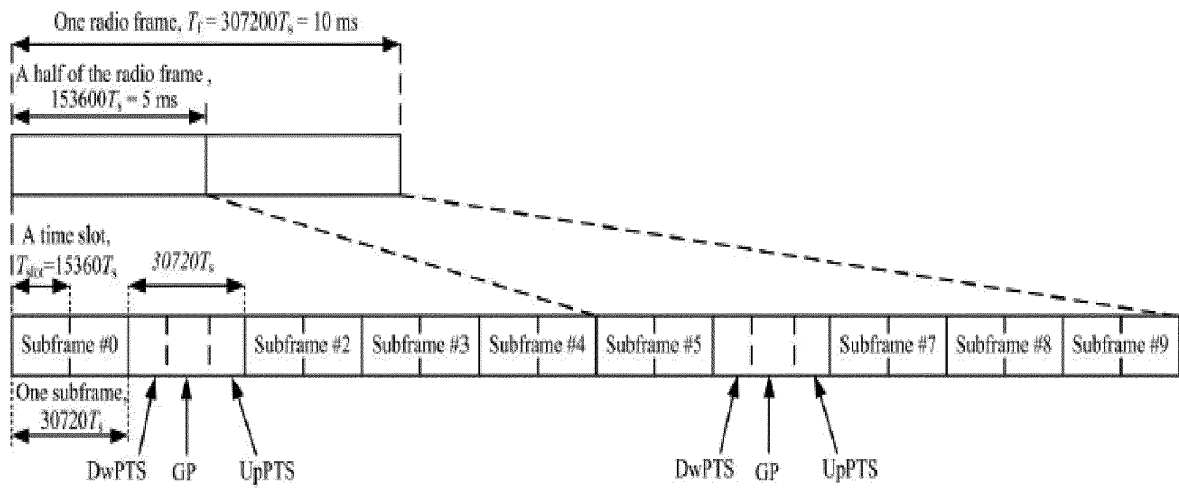 One radio frame, Tf = 307200Ts = 10 ms
A half of the radio frame ,
153600Ts = 5 ms
A time slot,
Tslot=15360Ts
30720Ts
Subframe #0
Subframe #2
Subframe #3
Subframe #4
Subframe #5
Subframe #7
Subframe #8
Subframe #9
One subframe,
30720Ts
DwPTS
GP
UpPTS
DwPTS
GP
UpPTS